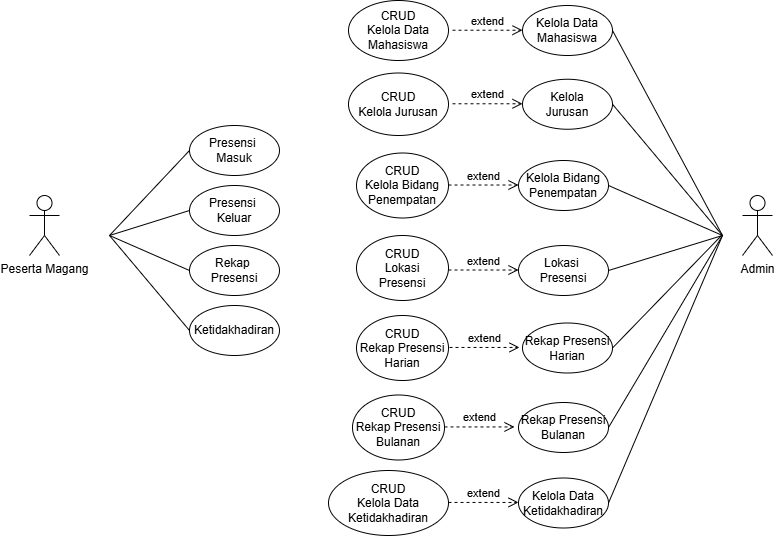 CRUD
Kelola Data
Mahasiswa
extend
Kelola Data
Mahasiswa
CRUD
Kelola Jurusan
extend
Kelola
Jurusan
Presensi
Masuk
CRUD
Kelola Bidang
Penempatan
extend
Kelola Bidang
Penempatan
Presensi
Keluar
Peserta Magang
Admin
Rekap
Presensi
CRUD
Lokasi
Presensi
extend
Lokasi
Presensi
Ketidakhadiran
CRUD
Rekap Presensi
Harian
extend
Rekap Presensi
Harian
CRUD
Rekap Presensi
Bulanan
extend
Rekap Presensi
Bulanan
CRUD
Kelola Data
Ketidakhadiran
extend
Kelola Data
Ketidakhadiran